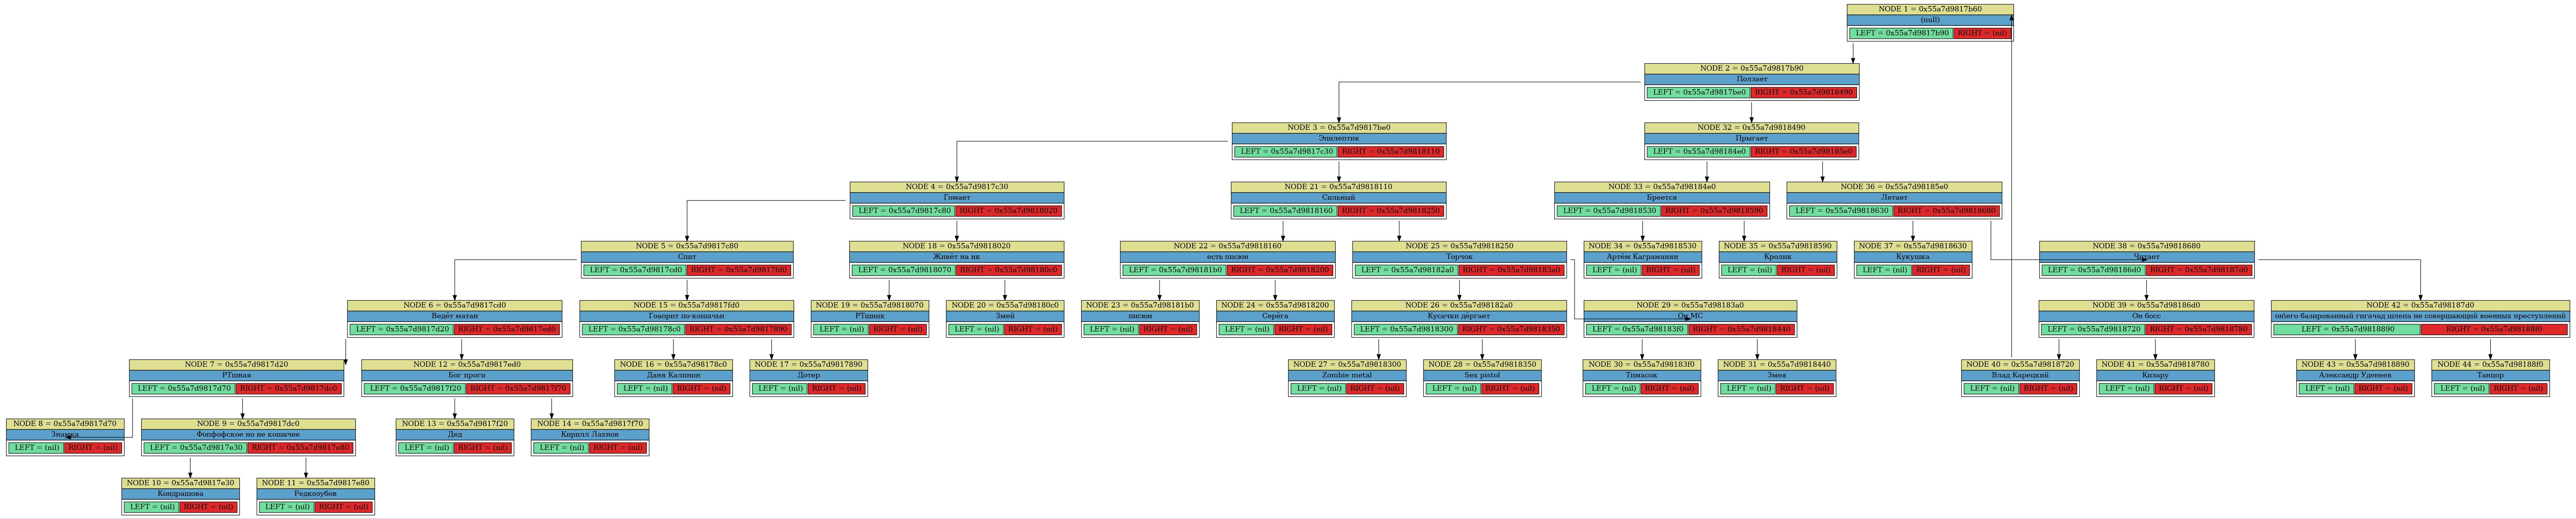 NODE 1 = 0x55a7d9817b60
(null)
LEFT = 0x55a7d9817b90 RIGHT = (nil)
NODE 2 = 0x55a7d9817b90
Ползает
LEFT = 0x55a7d9817be0 RIGHT = 0x55a7d9818490
NODE 3 = 0x55a7d9817be0
Эпилептик
LEFT = 0x55a7d9817c30 RIGHT = 0x55a7d9818110
NODE 32 = 0x55a7d9818490
Прыгает
LEFT = 0x55a7d98184e0 RIGHT = 0x55a7d98185e0
NODE 4 = 0x55a7d9817c30
Гомает
LEFT = 0x55a7d9817c80 RIGHT = 0x55a7d9818020
NODE 21 = 0x55a7d9818110
Сильный
LEFT = 0x55a7d9818160 RIGHT = 0x55a7d9818250
NODE 33 = 0x55a7d98184e0
Бреется
LEFT = 0x55a7d9818530 RIGHT = 0x55a7d9818590
NODE 36 = 0x55a7d98185e0
Летает
LEFT = 0x55a7d9818630 RIGHT = 0x55a7d9818680
NODE 5 = 0x55a7d9817c80
Спит
LEFT = 0x55a7d9817cd0 RIGHT = 0x55a7d9817fd0
NODE 18 = 0x55a7d9818020
Живёт на нк
LEFT = 0x55a7d9818070 RIGHT = 0x55a7d98180c0
NODE 22 = 0x55a7d9818160
есть писюн
LEFT = 0x55a7d98181b0 RIGHT = 0x55a7d9818200
NODE 25 = 0x55a7d9818250
Торчок
LEFT = 0x55a7d98182a0 RIGHT = 0x55a7d98183a0
NODE 34 = 0x55a7d9818530
Артём Каграманян
LEFT = (nil) RIGHT = (nil)
NODE 35 = 0x55a7d9818590
Кролик
LEFT = (nil) RIGHT = (nil)
NODE 37 = 0x55a7d9818630
Кукушка
LEFT = (nil) RIGHT = (nil)
NODE 38 = 0x55a7d9818680
Читает
LEFT = 0x55a7d98186d0 RIGHT = 0x55a7d98187d0
NODE 6 = 0x55a7d9817cd0
Ведёт матан
LEFT = 0x55a7d9817d20 RIGHT = 0x55a7d9817ed0
NODE 15 = 0x55a7d9817fd0
Гоаорит по-кошачьи
LEFT = 0x55a7d98178c0 RIGHT = 0x55a7d9817890
NODE 19 = 0x55a7d9818070
РТшник
LEFT = (nil) RIGHT = (nil)
NODE 20 = 0x55a7d98180c0
Змей
LEFT = (nil) RIGHT = (nil)
NODE 23 = 0x55a7d98181b0
писюн
LEFT = (nil) RIGHT = (nil)
NODE 24 = 0x55a7d9818200
Серёга
LEFT = (nil) RIGHT = (nil)
NODE 26 = 0x55a7d98182a0
Кусачки дёргает
LEFT = 0x55a7d9818300 RIGHT = 0x55a7d9818350
NODE 29 = 0x55a7d98183a0
Он МС
LEFT = 0x55a7d98183f0 RIGHT = 0x55a7d9818440
NODE 39 = 0x55a7d98186d0
Он босс
LEFT = 0x55a7d9818720 RIGHT = 0x55a7d9818780
NODE 42 = 0x55a7d98187d0
он\его базированный гигачад шлепа не совершающий военных преступлений
LEFT = 0x55a7d9818890 RIGHT = 0x55a7d98188f0
NODE 7 = 0x55a7d9817d20
РТшная
LEFT = 0x55a7d9817d70 RIGHT = 0x55a7d9817dc0
NODE 12 = 0x55a7d9817ed0
Бог проги
LEFT = 0x55a7d9817f20 RIGHT = 0x55a7d9817f70
NODE 16 = 0x55a7d98178c0
Даня Калинин
LEFT = (nil) RIGHT = (nil)
NODE 17 = 0x55a7d9817890
Дотер
LEFT = (nil) RIGHT = (nil)
NODE 27 = 0x55a7d9818300
Zombie metal
LEFT = (nil) RIGHT = (nil)
NODE 28 = 0x55a7d9818350
Sex pistol
LEFT = (nil) RIGHT = (nil)
NODE 30 = 0x55a7d98183f0
Тимасок
LEFT = (nil) RIGHT = (nil)
NODE 31 = 0x55a7d9818440
Змея
LEFT = (nil) RIGHT = (nil)
NODE 40 = 0x55a7d9818720
Влад Карецкий
LEFT = (nil) RIGHT = (nil)
NODE 41 = 0x55a7d9818780
Кизару
LEFT = (nil) RIGHT = (nil)
NODE 43 = 0x55a7d9818890
Александр Уденеев
LEFT = (nil) RIGHT = (nil)
NODE 44 = 0x55a7d98188f0
Танцор
LEFT = (nil) RIGHT = (nil)
NODE 8 = 0x55a7d9817d70
Знамка
LEFT = (nil) RIGHT = (nil)
NODE 9 = 0x55a7d9817dc0
Фопфофское но не кошачее
LEFT = 0x55a7d9817e30 RIGHT = 0x55a7d9817e80
NODE 13 = 0x55a7d9817f20
Дед
LEFT = (nil) RIGHT = (nil)
NODE 14 = 0x55a7d9817f70
Кирилл Лахнов
LEFT = (nil) RIGHT = (nil)
NODE 10 = 0x55a7d9817e30
Кондрашова
LEFT = (nil) RIGHT = (nil)
NODE 11 = 0x55a7d9817e80
Редкозубов
LEFT = (nil) RIGHT = (nil)